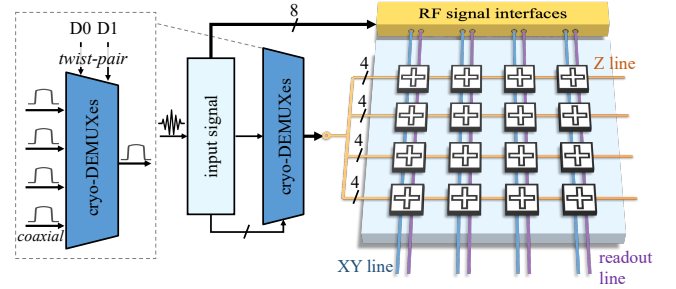 D0 D1
twist-pair
cryo-DEMUXes
coaxial
input signal
cryo-DEMUXes
8
RF signal interfaces
Z line
4
4
4
4
XY line
readout
line